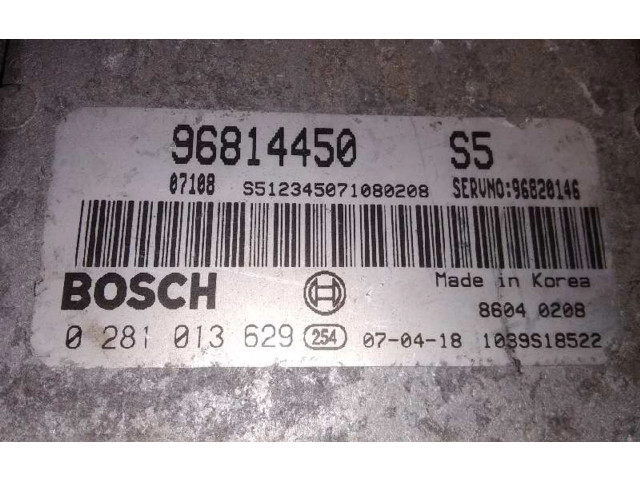 96814450 S5
07108 S512345071080208 SERVNO:96820146
BOSCH Made in Korea
8604 0208
0 281 013 629 254 07-04-18 1039S18522